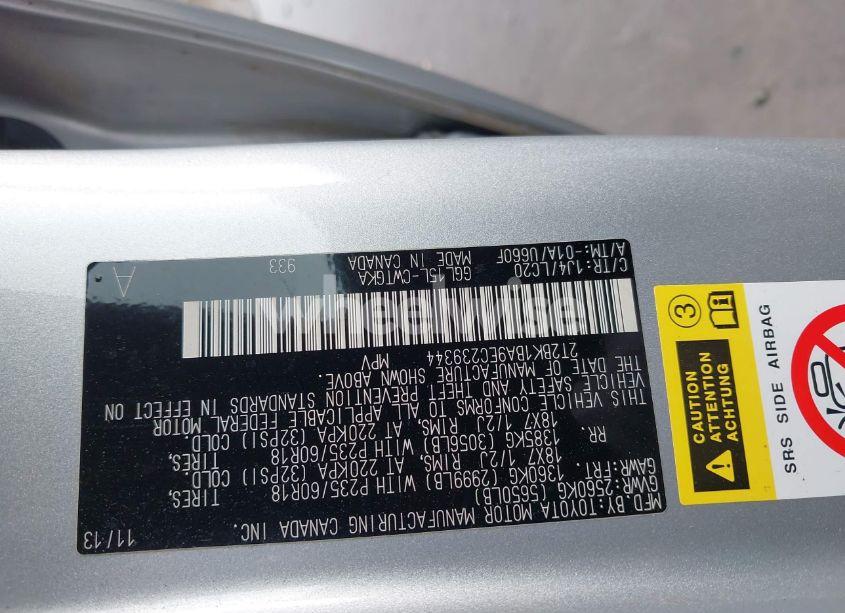 MFD BY:TOYOTA MOTOR MANUFACTURING CANADA INC. 11/13
GVWR:2560KG (5650LB)
GAWR:FRT. 1360KG (2999LB) WITH P235/60R18 TIRES,
18X7 1/2J RIMS, AT 220KPA (32PSI) COLD.
RR. 1385KG (3056LB) WITH P235/60R18 TIRES,
18X7 1/2J RIMS, AT 220KPA (32PSI) COLD.
THIS VEHICLE CONFORMS TO ALL APPLICABLE FEDERAL MOTOR
VEHICLE SAFETY AND THEFT PREVENTION STANDARDS IN EFFECT ON
THE DATE OF MANUFACTURE SHOWN ABOVE.
2T2BK1BA9EC239344 MPV
C/TR:1J4/LC20 GGL15L-CWTGKA A
A/TM:-01A/U660F MADE IN CANADA 933
wheelwise
3
CAUTION
ATTENTION
ACHTUNG
SRS SIDE AIRBAG